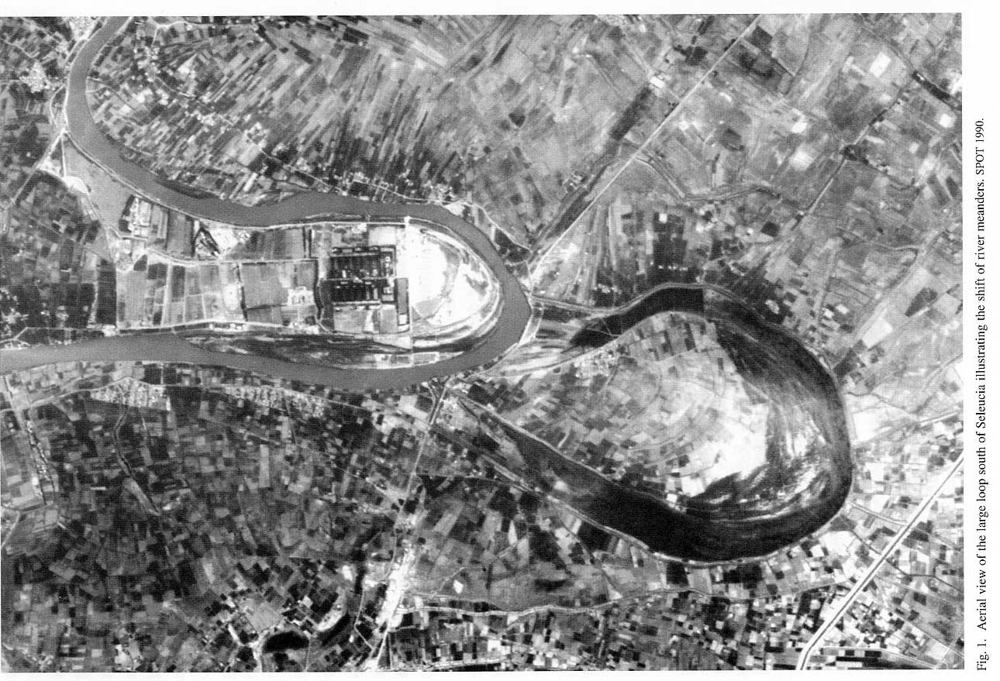 Fig. 1. Aerial view of the large loop south of Seleucia illustrating the shift of river meanders. SPOT 1990.